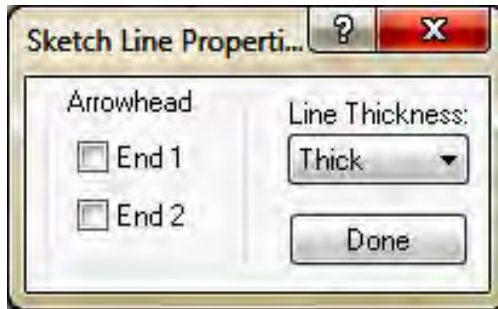 Sketch Line Properti...
Arrowhead
End 1
End 2
Line Thickness:
Thick
Done